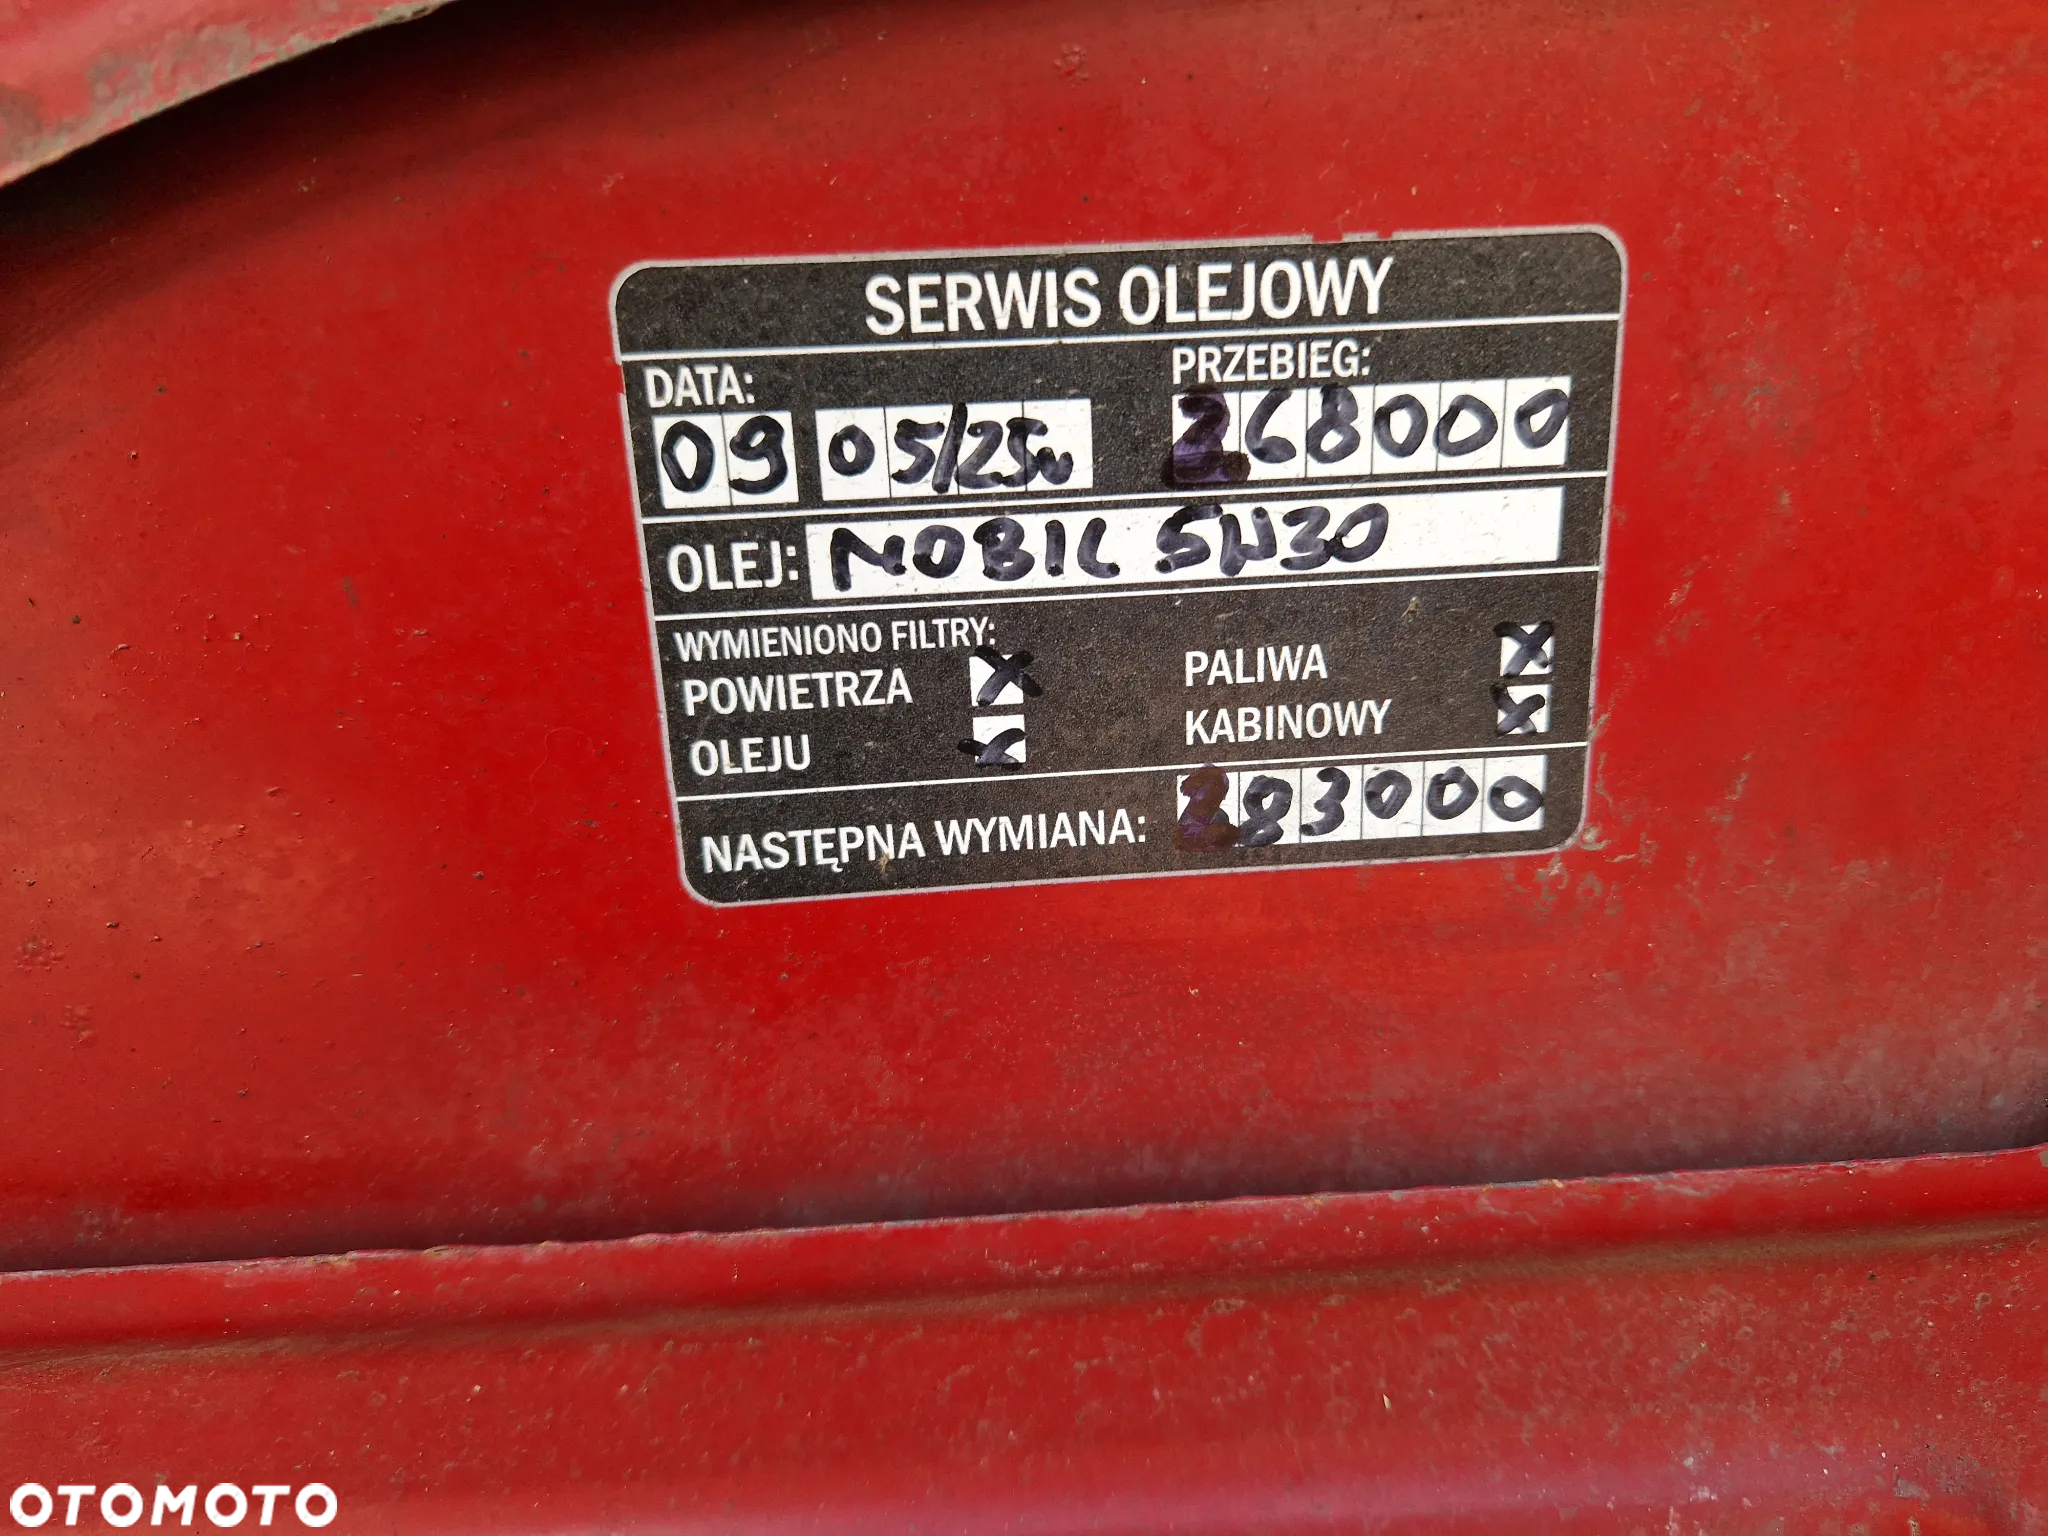 SERWIS OLEJOWY
DATA: PRZEBIEG:
09 05/25r 268000
OLEJ: MOBIL 5W30
WYMIENIONO FILTRY:
POWIETRZA X PALIWA X
OLEJU X KABINOWY X
NASTĘPNA WYMIANA: 283000
OTOMOTO